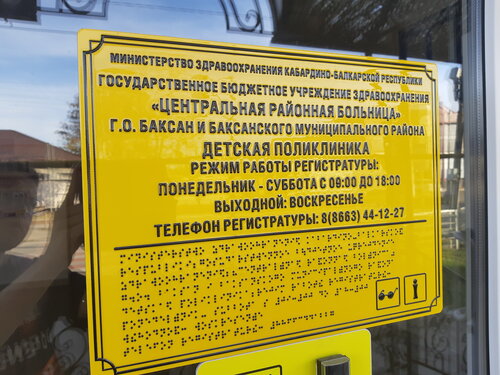 МИНИСТЕРСТВО ЗДРАВООХРАНЕНИЯ КАБАРДИНО-БАЛКАРСКОЙ РЕСПУБЛИКИ
ГОСУДАРСТВЕННОЕ БЮДЖЕТНОЕ УЧРЕЖДЕНИЕ ЗДРАВООХРАНЕНИЯ
«ЦЕНТРАЛЬНАЯ РАЙОННАЯ БОЛЬНИЦА»
Г.О. БАКСАН И БАКСАНСКОГО МУНИЦИПАЛЬНОГО РАЙОНА
ДЕТСКАЯ ПОЛИКЛИНИКА
РЕЖИМ РАБОТЫ РЕГИСТРАТУРЫ:
ПОНЕДЕЛЬНИК - СУББОТА С 09:00 ДО 18:00
ВЫХОДНОЙ: ВОСКРЕСЕНЬЕ
ТЕЛЕФОН РЕГИСТРАТУРЫ: 8(8663) 44-12-27